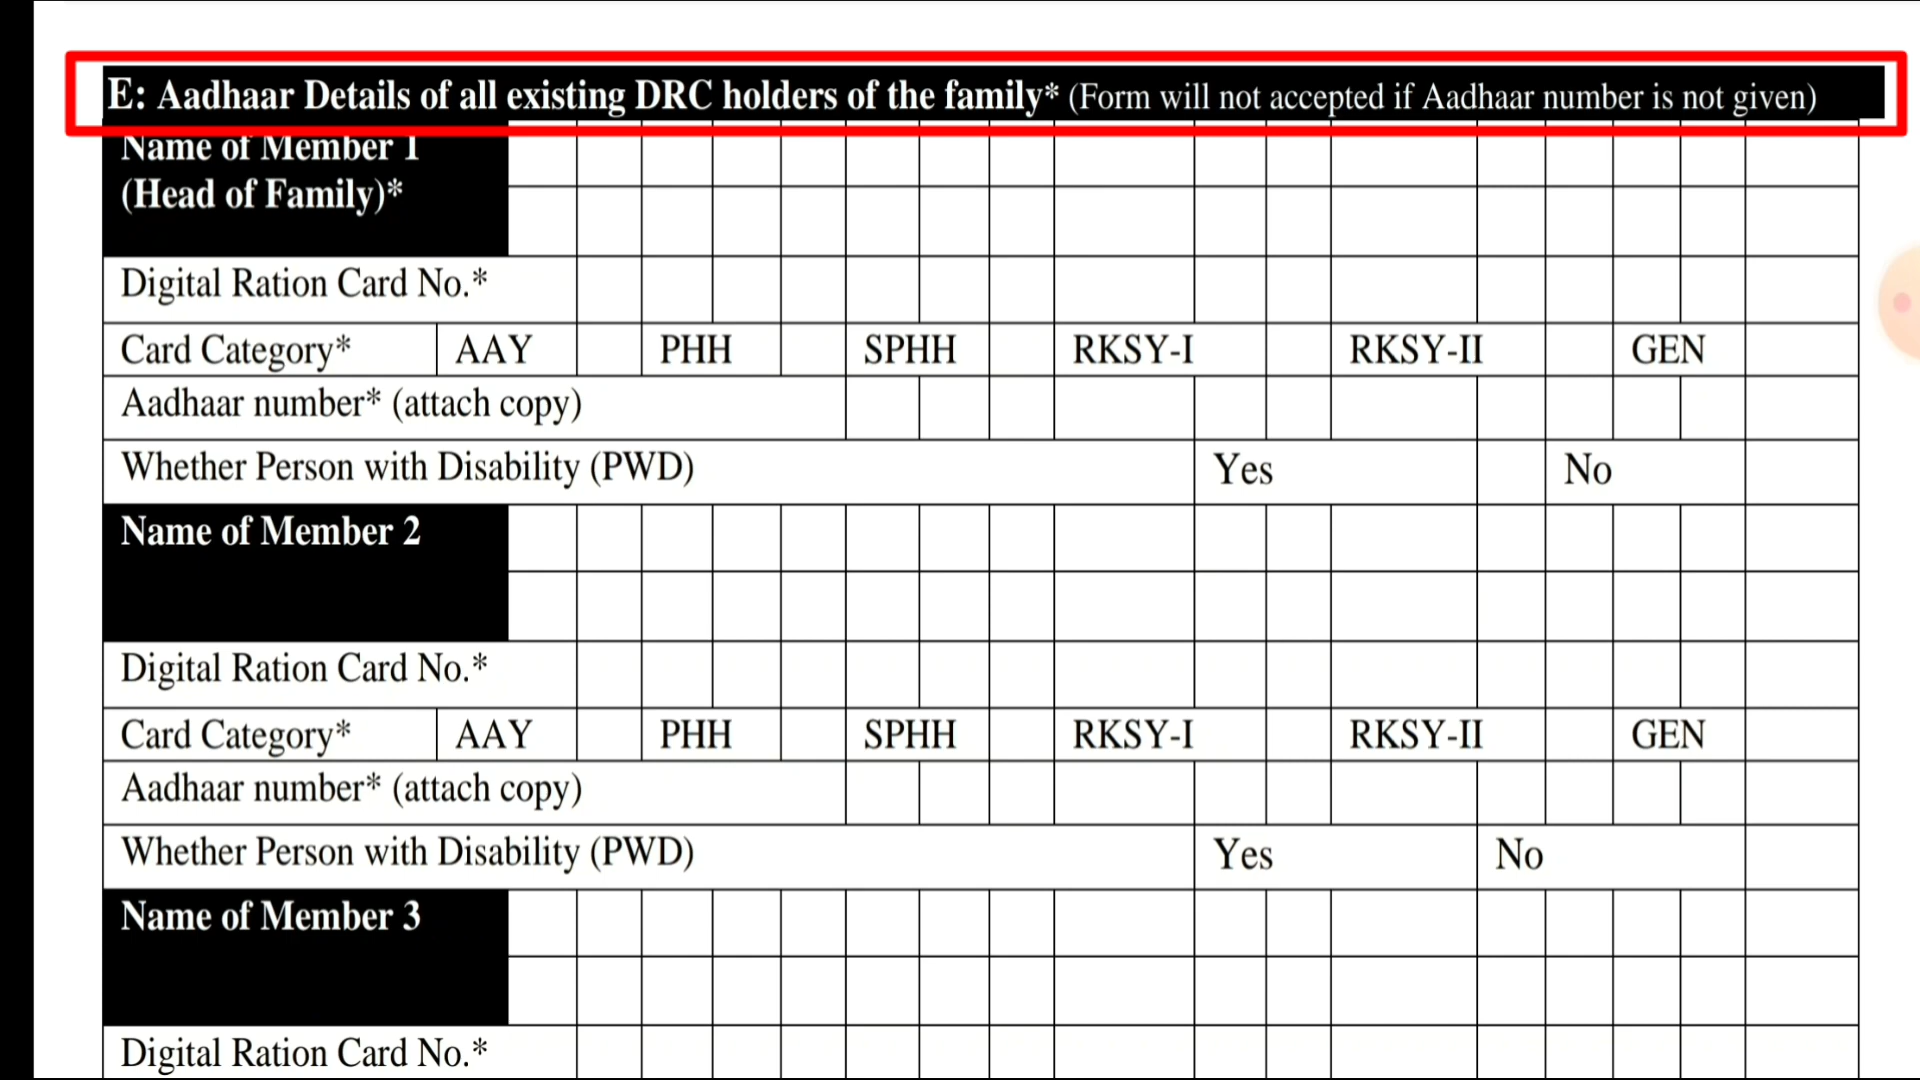 E: Aadhaar Details of all existing DRC holders of the family* (Form will not accepted if Aadhaar number is not given)
Name of Member 1
(Head of Family)*
Digital Ration Card No.*
Card Category* AAY PHH SPHH RKSY-I RKSY-II GEN
Aadhaar number* (attach copy)
Whether Person with Disability (PWD) Yes No
Name of Member 2
Digital Ration Card No.*
Card Category* AAY PHH SPHH RKSY-I RKSY-II GEN
Aadhaar number* (attach copy)
Whether Person with Disability (PWD) Yes No
Name of Member 3
Digital Ration Card No.*